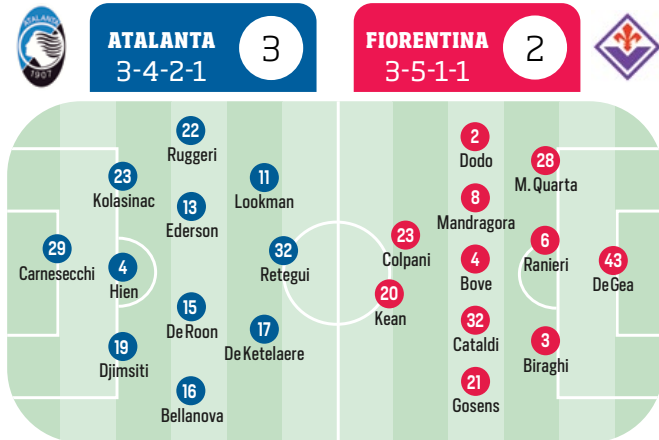 ATALANTA
1907
ATALANTA
3-4-2-1
3
FIORENTINA
3-5-1-1
2
22
Ruggeri
23
Kolasinac
11
Lookman
13
Ederson
29
Carnesecchi
4
Hien
32
Retegui
15
De Roon
19
Djimsiti
17
De Ketelaere
16
Bellanova
2
Dodo
28
M. Quarta
8
Mandragora
23
Colpani
6
Ranieri
4
Bove
43
De Gea
20
Kean
32
Cataldi
3
Biraghi
21
Gosens